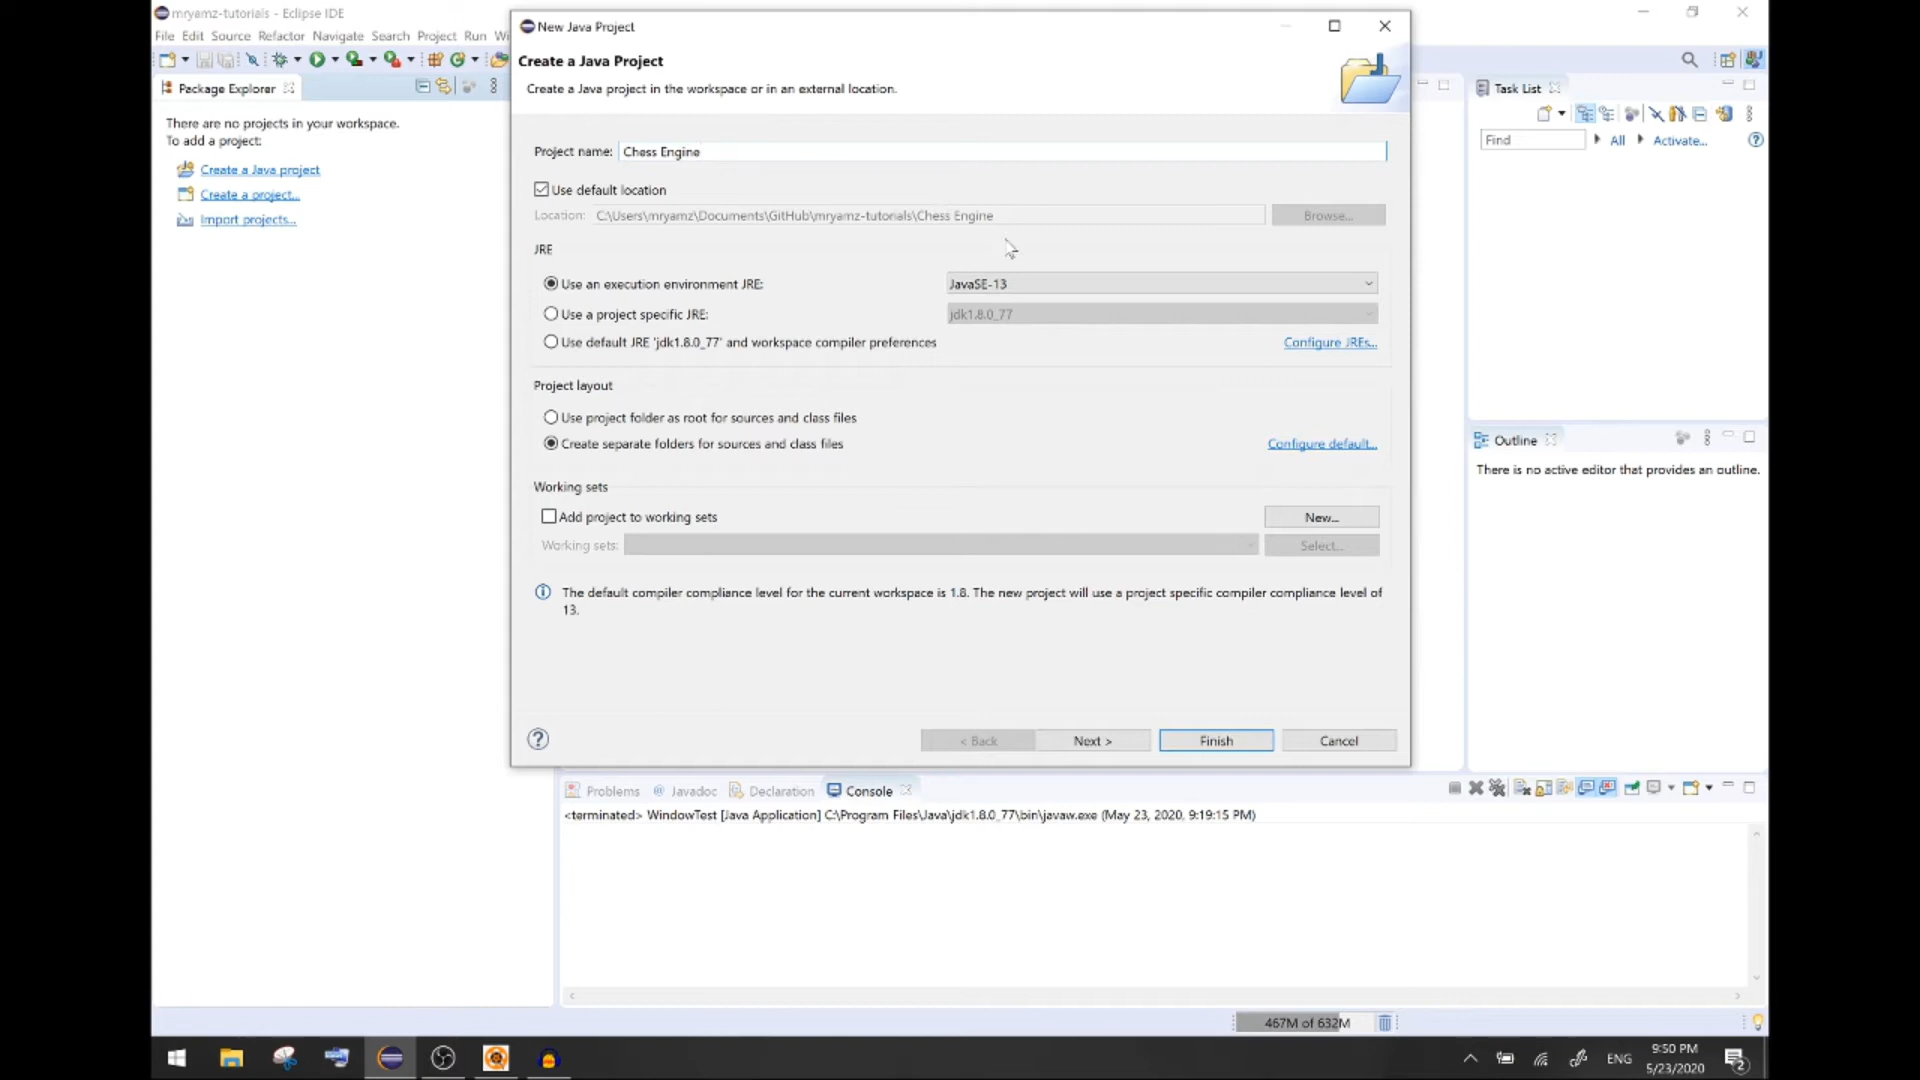 mryamz-tutorials - Eclipse IDE
File Edit Source Refactor Navigate Search Project Run Wi
Package Explorer
There are no projects in your workspace.
To add a project:
Create a Java project
Create a project...
Import projects...
New Java Project
Create a Java Project
Create a Java project in the workspace or in an external location.
Project name: Chess Engine
Use default location
Location: C:\Users\mryamz\Documents\GitHub\mryamz-tutorials\Chess Engine Browse...
JRE
Use an execution environment JRE: JavaSE-13
Use a project specific JRE: jdk1.8.0_77
Use default JRE 'jdk1.8.0_77' and workspace compiler preferences Configure JREs...
Project layout
Use project folder as root for sources and class files
Create separate folders for sources and class files Configure default...
Working sets
Add project to working sets New...
Working sets: Select...
The default compiler compliance level for the current workspace is 1.8. The new project will use a project specific compiler compliance level of
13.
? < Back Next > Finish Cancel
Task List
Find All Activate... ?
Outline
There is no active editor that provides an outline.
Problems @ Javadoc Declaration Console
<terminated> WindowTest [Java Application] C:\Program Files\Java\jdk1.8.0_77\bin\javaw.exe (May 23, 2020, 9:19:15 PM)
467M of 632M
ENG
9:50 PM
5/23/2020
2